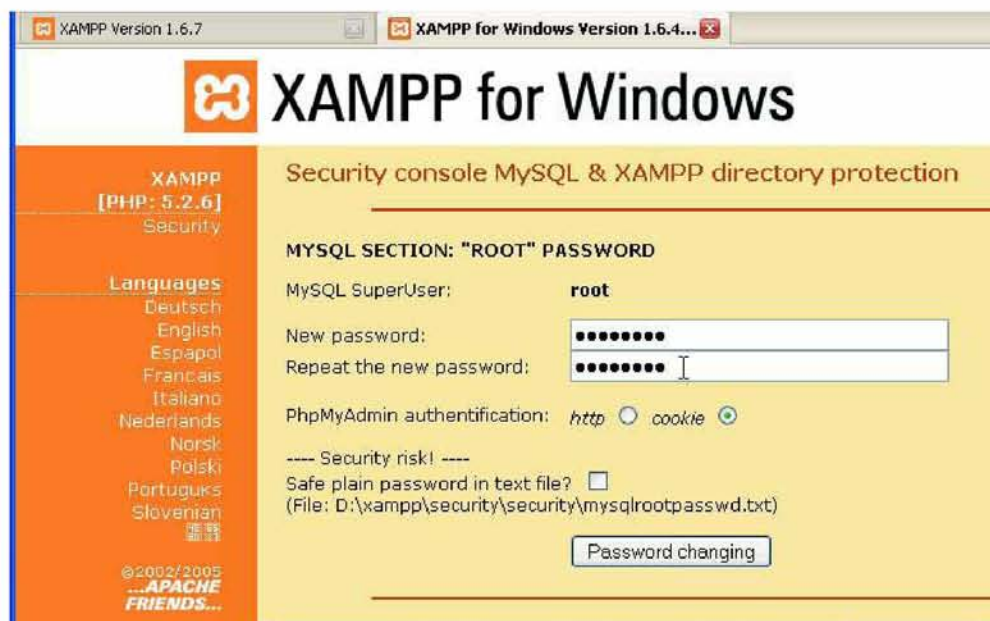 XAMPP Version 1.6.7
XAMPP for Windows Version 1.6.4...
XAMPP for Windows
XAMPP
[PHP: 5.2.6]
Security
Languages
Deutsch
English
Espapol
Francais
Italiano
Nederlands
Norsk
Polski
Portuguks
Slovenian
©2002/2005
...APACHE
FRIENDS...
Security console MySQL & XAMPP directory protection
MYSQL SECTION: "ROOT" PASSWORD
MySQL SuperUser: root
New password: ••••••••
Repeat the new password: ••••••••
PhpMyAdmin authentification: http cookie
---- Security risk! ----
Safe plain password in text file?
(File: D:\xampp\security\security\mysqlrootpasswd.txt)
Password changing